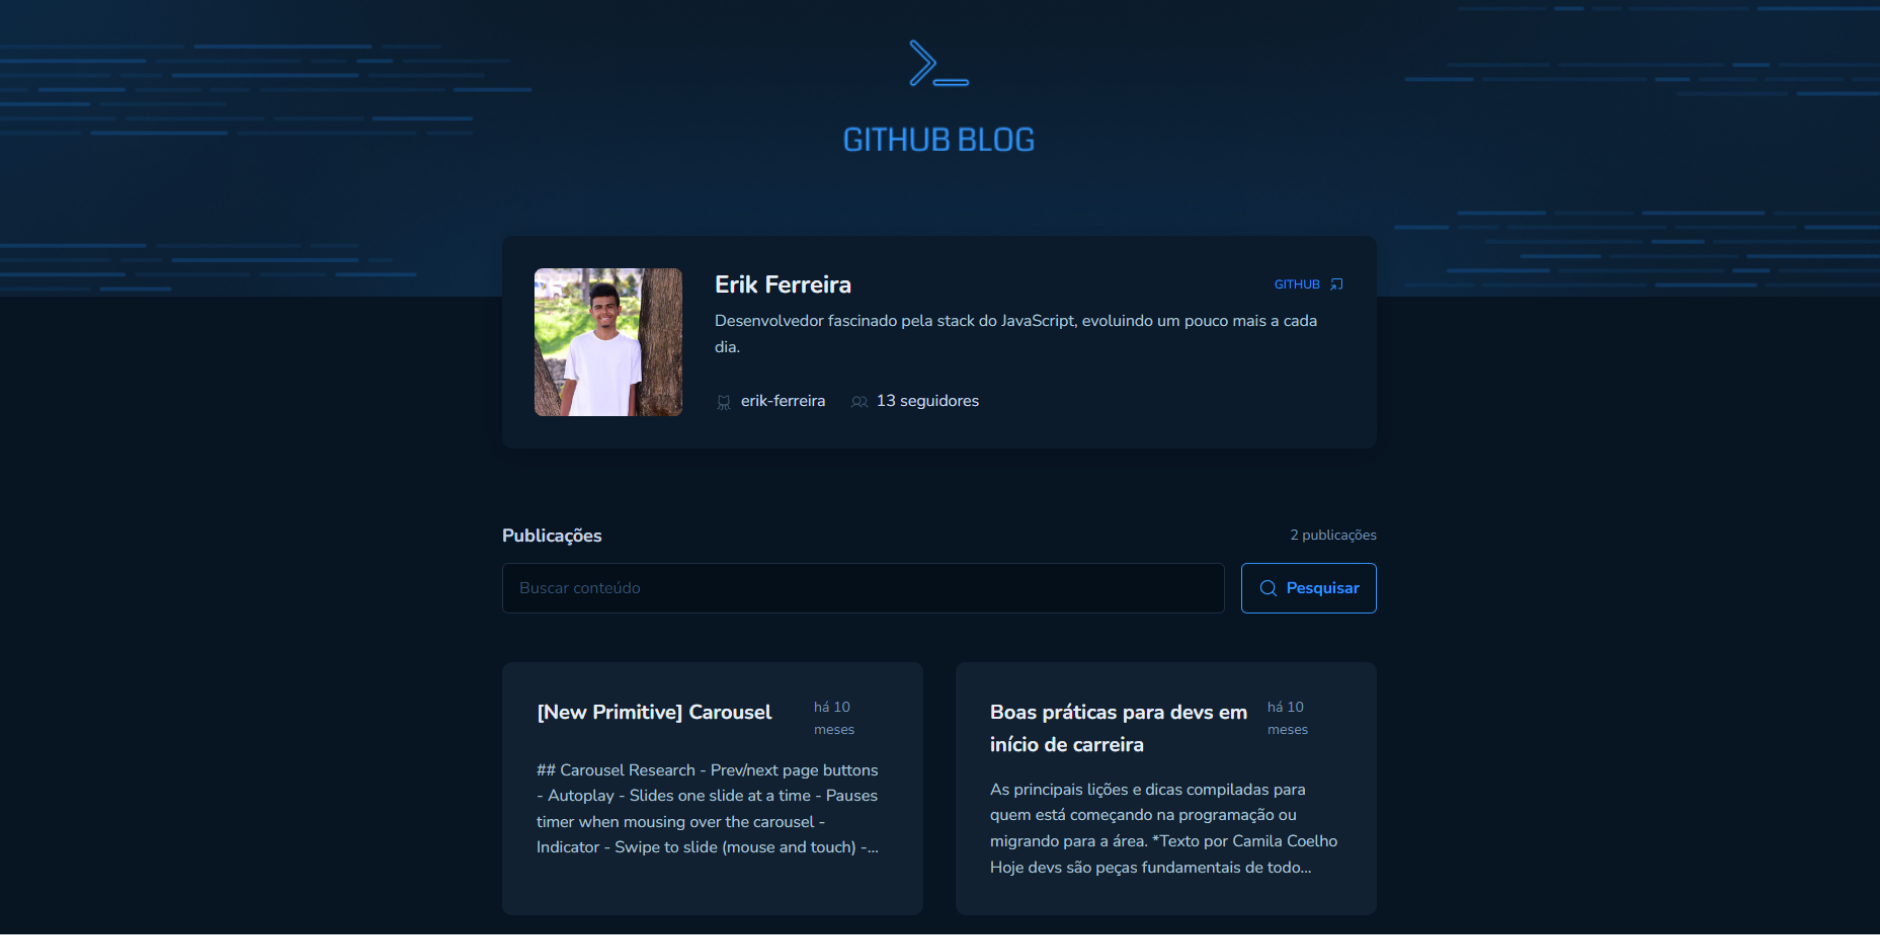 GITHUB BLOG
Erik Ferreira
GITHUB
Desenvolvedor fascinado pela stack do JavaScript, evoluindo um pouco mais a cada
dia.
erik-ferreira
13 seguidores
Publicações
2 publicações
Buscar conteúdo
Pesquisar
[New Primitive] Carousel
há 10
meses
## Carousel Research - Prev/next page buttons
- Autoplay - Slides one slide at a time - Pauses
timer when mousing over the carousel -
Indicator - Swipe to slide (mouse and touch) -...
Boas práticas para devs em
início de carreira
há 10
meses
As principais lições e dicas compiladas para
quem está começando na programação ou
migrando para a área. *Texto por Camila Coelho
Hoje devs são peças fundamentais de todo...